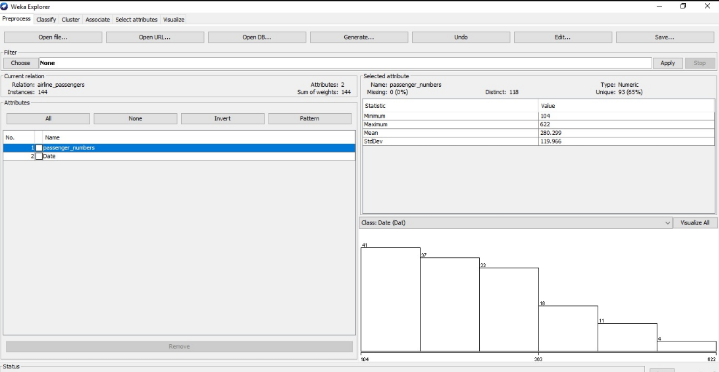 Weka Explorer
Preprocess Classify Cluster Associate Select attributes Visualize
Open file... Open URL... Open DB... Generate... Undo Edit... Save...
Filter
Choose None Apply Stop
Current relation
Relation: airline_passengers Attributes: 2
Instances: 144 Sum of weights: 144
Selected attribute
Name: passenger_numbers Type: Numeric
Missing: 0 (0%) Distinct: 118 Unique: 93 (65%)
Attributes
All None Invert Pattern
No. Name
1 passenger_numbers
2 Date
Remove
Statistic Value
Minimum 104
Maximum 622
Mean 280.299
StdDev 119.966
Class: Date (Dat) Visualize All
41
37
33
18
11
4
104 363 622
Status